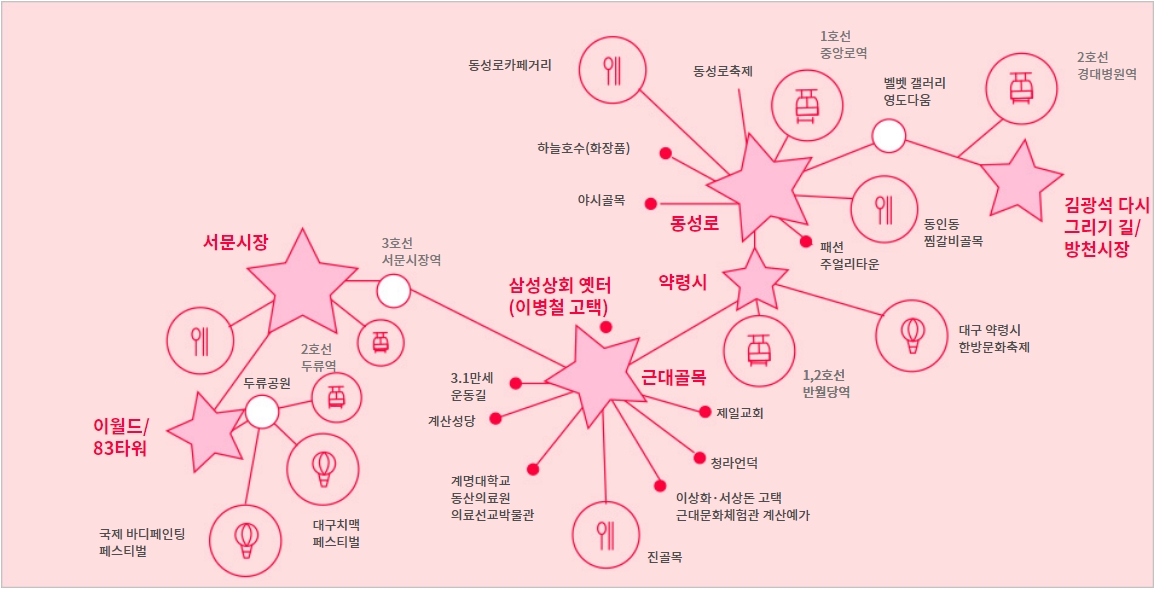 1호선
중앙로역
2호선
경대병원역
동성로카페거리
동성로축제
벨벳 갤러리
영도다움
하늘호수(화장품)
야시골목
동성로
동인동
찜갈비골목
김광석 다시
그리기 길/
방천시장
패션
주얼리타운
서문시장
3호선
서문시장역
삼성상회 옛터
(이병철 고택)
약령시
대구 약령시
한방문화축제
2호선
두류역
두류공원
3.1만세
운동길
근대골목
1,2호선
반월당역
계산성당
제일교회
이월드/
83타워
청라언덕
계명대학교
동산의료원
의료선교박물관
이상화·서상돈 고택
근대문화체험관 계산예가
국제 바디페인팅
페스티벌
대구치맥
페스티벌
진골목